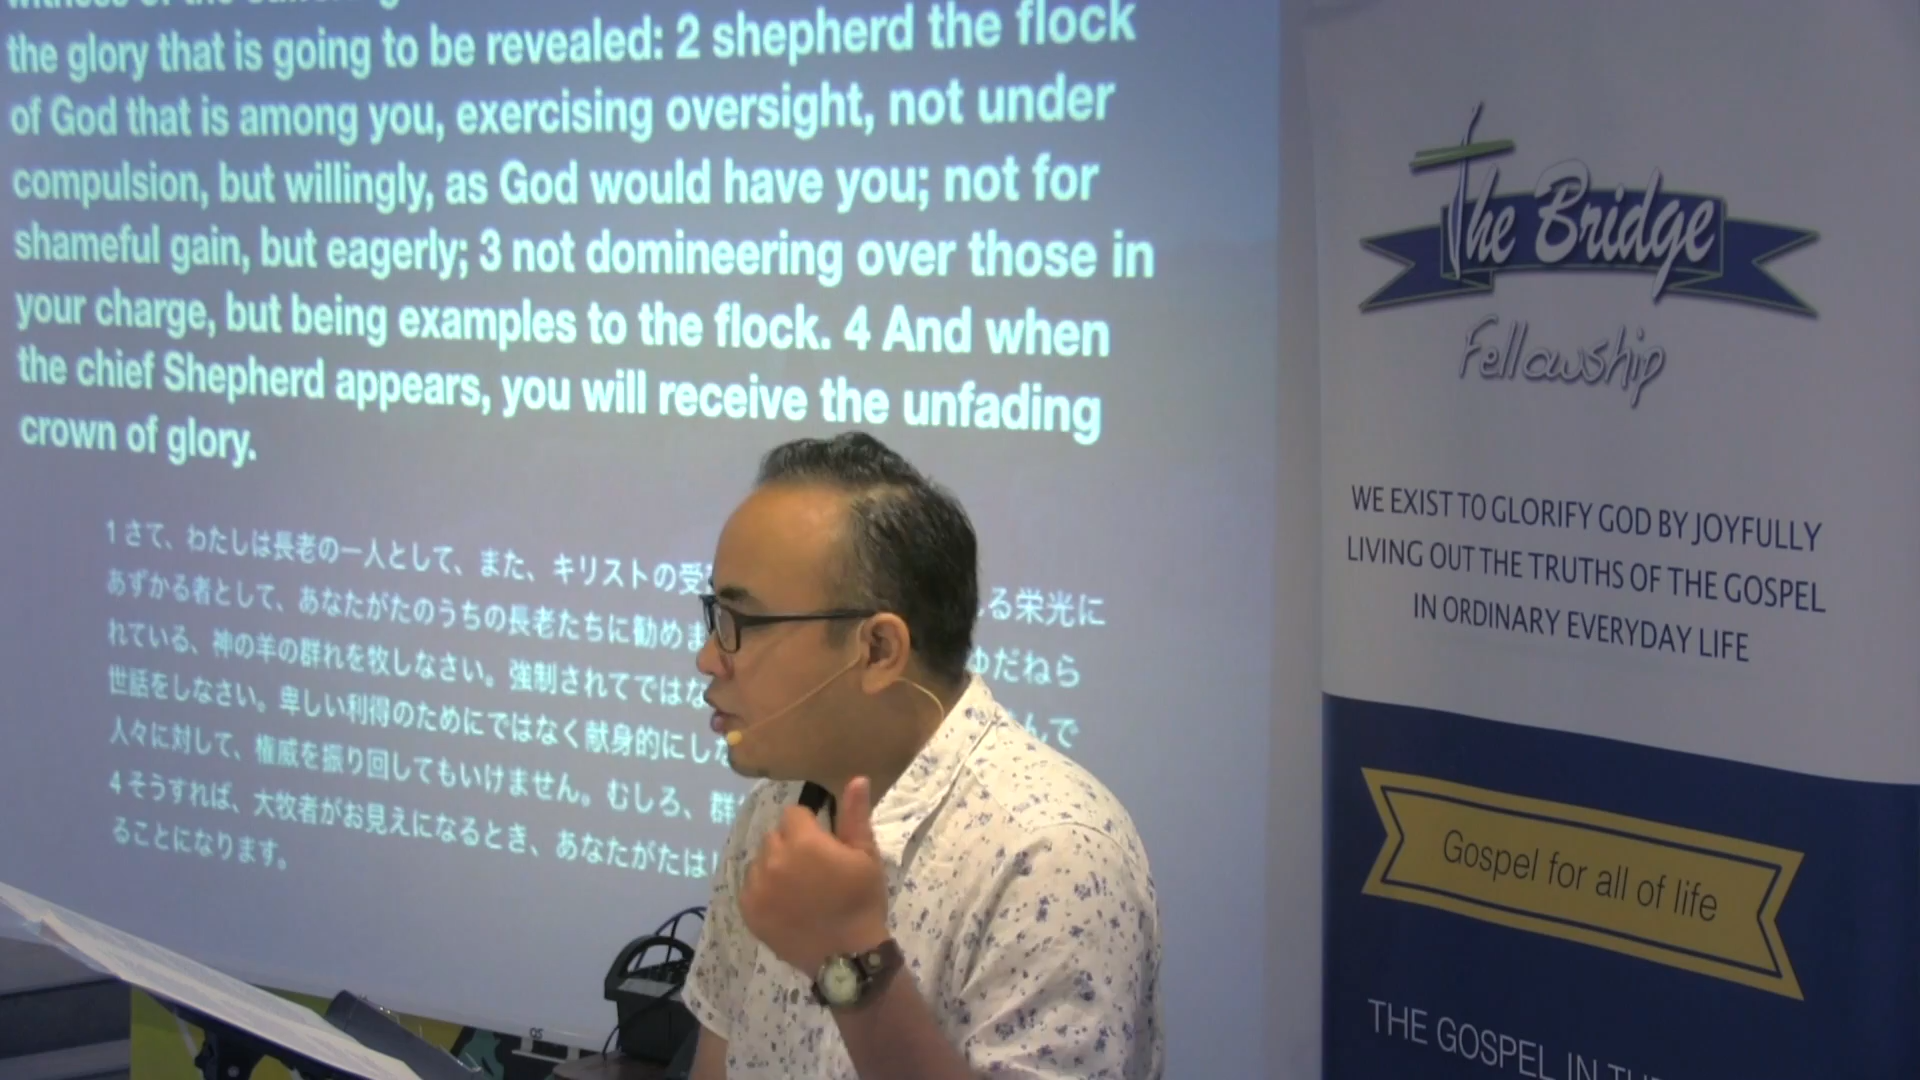 the glory that is going to be revealed: 2 shepherd the flock
of God that is among you, exercising oversight, not under
compulsion, but willingly, as God would have you; not for
shameful gain, but eagerly; 3 not domineering over those in
your charge, but being examples to the flock. 4 And when
the chief Shepherd appears, you will receive the unfading
crown of glory.
1 さて、わたしは長老の一人として、また、キリストの受 る栄光に
あずかる者として、あなたがたのうちの長老たちに勧めま ゆだねら
れている、神の羊の群れを牧しなさい。強制されてではな んで
世話をしなさい。卑しい利得のためにではなく献身的にしな
人々に対して、権威を振り回してもいけません。むしろ、群
4 そうすれば、大牧者がお見えになるとき、あなたがたはし
ることになります。
The Bridge
Fellowship
WE EXIST TO GLORIFY GOD BY JOYFULLY
LIVING OUT THE TRUTHS OF THE GOSPEL
IN ORDINARY EVERYDAY LIFE
Gospel for all of life
THE GOSPEL IN